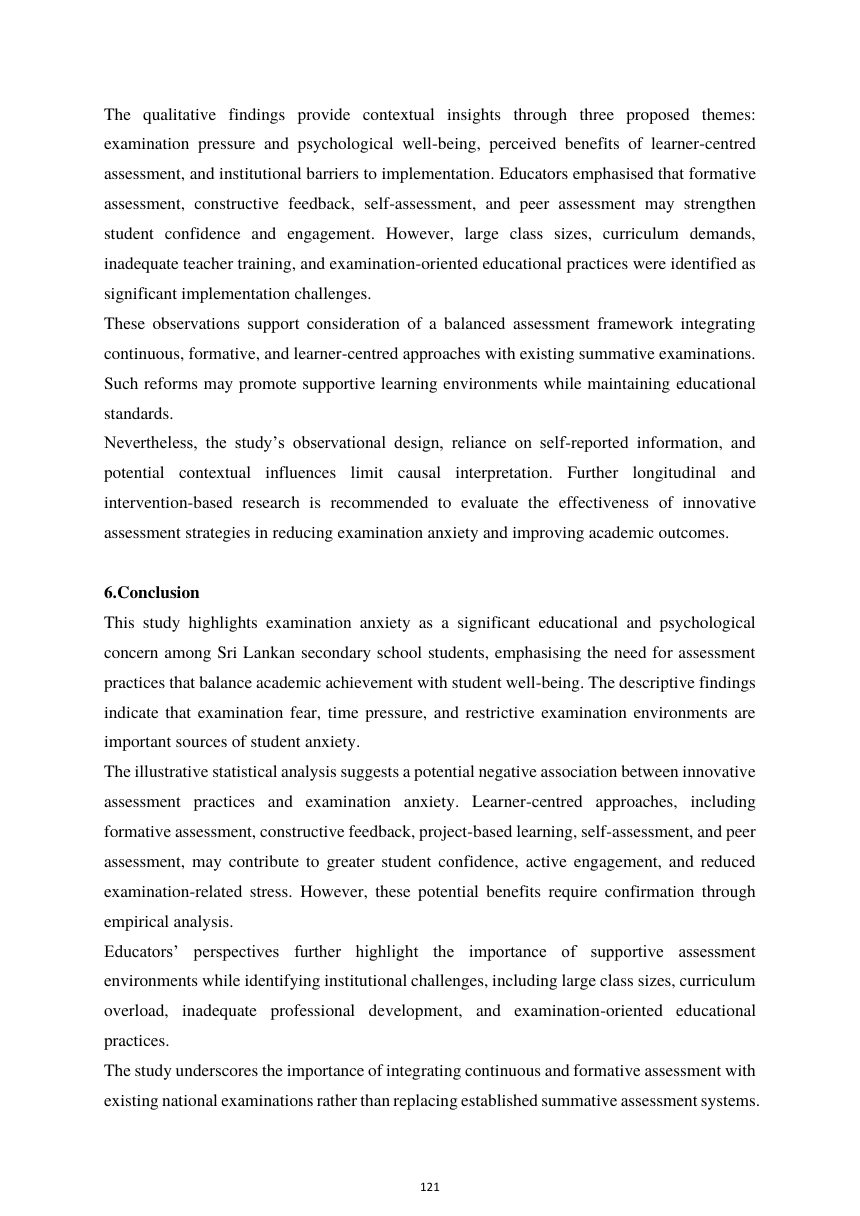 The qualitative findings provide contextual insights through three proposed themes:
examination pressure and psychological well-being, perceived benefits of learner-centred
assessment, and institutional barriers to implementation. Educators emphasised that formative
assessment, constructive feedback, self-assessment, and peer assessment may strengthen
student confidence and engagement. However, large class sizes, curriculum demands,
inadequate teacher training, and examination-oriented educational practices were identified as
significant implementation challenges.
These observations support consideration of a balanced assessment framework integrating
continuous, formative, and learner-centred approaches with existing summative examinations.
Such reforms may promote supportive learning environments while maintaining educational
standards.
Nevertheless, the study’s observational design, reliance on self-reported information, and
potential contextual influences limit causal interpretation. Further longitudinal and
intervention-based research is recommended to evaluate the effectiveness of innovative
assessment strategies in reducing examination anxiety and improving academic outcomes.
6.Conclusion
This study highlights examination anxiety as a significant educational and psychological
concern among Sri Lankan secondary school students, emphasising the need for assessment
practices that balance academic achievement with student well-being. The descriptive findings
indicate that examination fear, time pressure, and restrictive examination environments are
important sources of student anxiety.
The illustrative statistical analysis suggests a potential negative association between innovative
assessment practices and examination anxiety. Learner-centred approaches, including
formative assessment, constructive feedback, project-based learning, self-assessment, and peer
assessment, may contribute to greater student confidence, active engagement, and reduced
examination-related stress. However, these potential benefits require confirmation through
empirical analysis.
Educators’ perspectives further highlight the importance of supportive assessment
environments while identifying institutional challenges, including large class sizes, curriculum
overload, inadequate professional development, and examination-oriented educational
practices.
The study underscores the importance of integrating continuous and formative assessment with
existing national examinations rather than replacing established summative assessment systems.
121